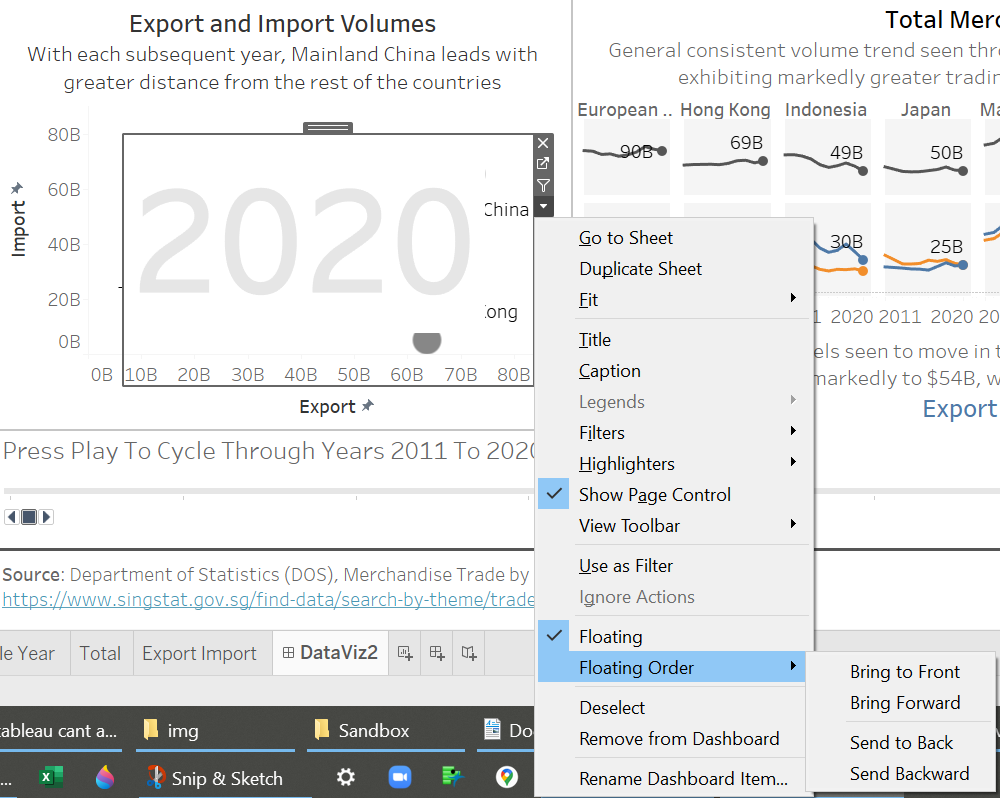 Export and Import Volumes
With each subsequent year, Mainland China leads with
greater distance from the rest of the countries
80B
60B
40B
20B
0B
Import
2020
China
ong
0B 10B 20B 30B 40B 50B 60B 70B 80B
Export
Total Merc
General consistent volume trend seen thr
exhibiting markedly greater tradin
European .. Hong Kong Indonesia Japan Ma
90B 69B 49B 50B
30B 25B
1 2020 2011 2020 20
els seen to move in t
markedly to $54B, w
Export
Press Play To Cycle Through Years 2011 To 2020
Source: Department of Statistics (DOS), Merchandise Trade by
https://www.singstat.gov.sg/find-data/search-by-theme/trade
le Year Total Export Import DataViz2
Go to Sheet
Duplicate Sheet
Fit
Title
Caption
Legends
Filters
Highlighters
Show Page Control
View Toolbar
Use as Filter
Ignore Actions
Floating
Floating Order
Deselect
Remove from Dashboard
Rename Dashboard Item...
Bring to Front
Bring Forward
Send to Back
Send Backward
tableau cant a... img Sandbox Do
... Snip & Sketch